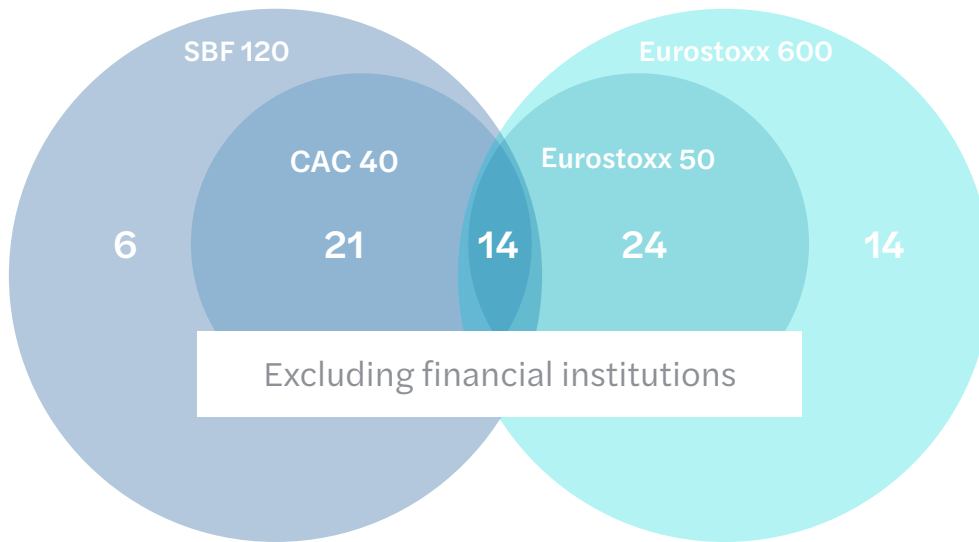 SBF 120
Eurostoxx 600
CAC 40
Eurostoxx 50
6
21
14
24
14
Excluding financial institutions